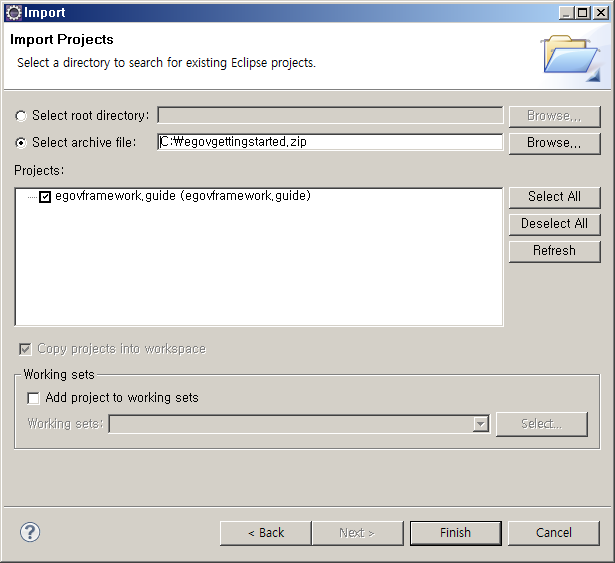 Import
Import Projects
Select a directory to search for existing Eclipse projects.
Select root directory:
Browse...
Select archive file:
C:₩egovgettingstarted.zip
Browse...
Projects:
egovframework.guide (egovframework.guide)
Select All
Deselect All
Refresh
Copy projects into workspace
Working sets
Add project to working sets
Working sets:
Select...
?
< Back
Next >
Finish
Cancel